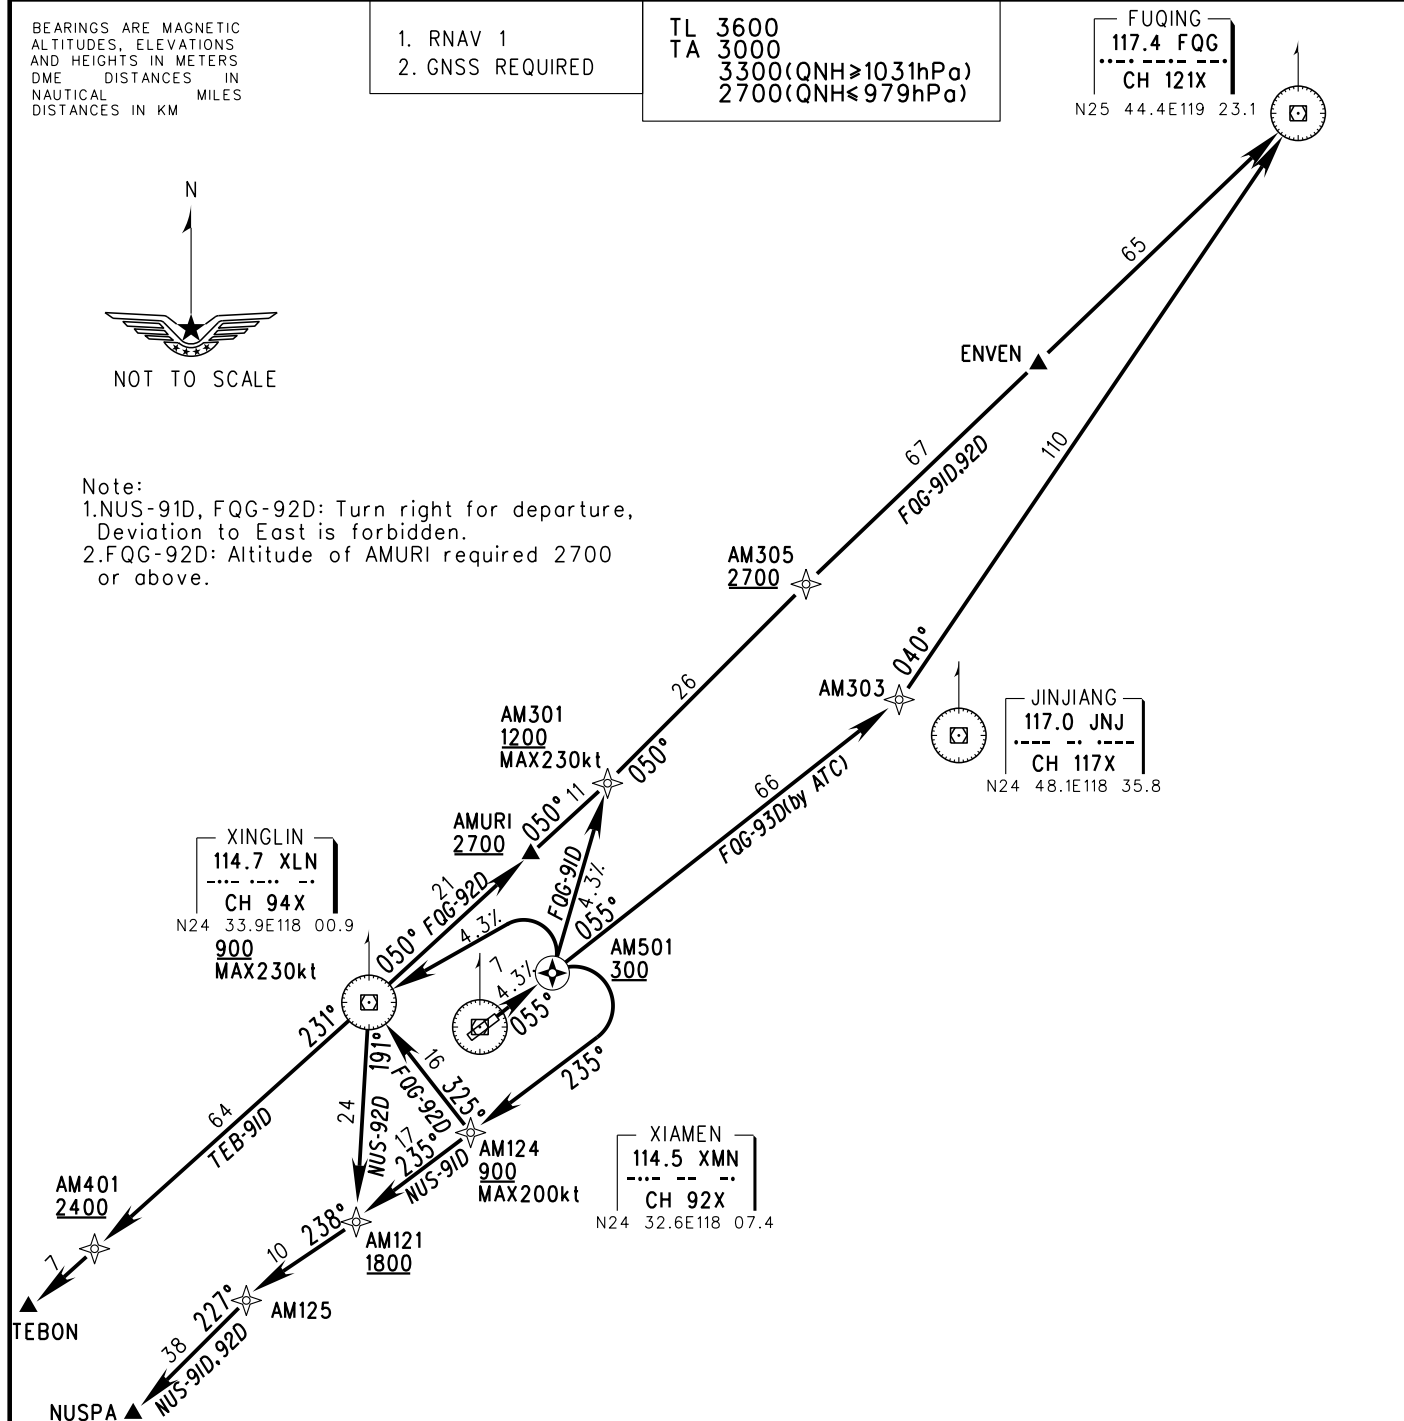 BEARINGS ARE MAGNETIC
ALTITUDES, ELEVATIONS
AND HEIGHTS IN METERS
DME DISTANCES IN
NAUTICAL MILES
DISTANCES IN KM
1. RNAV 1
2. GNSS REQUIRED
TL 3600
TA 3000
3300(QNH≥1031hPa)
2700(QNH≤979hPa)
FUQING
117.4 FQG
CH 121X
N25 44.4E119 23.1
N
NOT TO SCALE
65
ENVEN
110
67
FQG-91D,92D
Note:
1.NUS-91D, FQG-92D: Turn right for departure,
Deviation to East is forbidden.
2.FQG-92D: Altitude of AMURI required 2700
or above.
AM305
2700
26
040°
AM303
JINJIANG
117.0 JNJ
CH 117X
N24 48.1E118 35.8
AM301
1200
MAX230kt
050°
66
FQG-93D(by ATC)
11
050°
AMURI
2700
XINGLIN
114.7 XLN
CH 94X
N24 33.9E118 00.9
900
MAX230kt
21
FQG-92D
050°
FQG-91D
4.3%
4.3%
055°
AM501
300
7
4.3%
055°
231°
191°
16
325°
FQG-92D
235°
24
NUS-92D
64
TEB-91D
17
235°
NUS-91D
AM124
900
MAX200kt
XIAMEN
114.5 XMN
CH 92X
N24 32.6E118 07.4
AM401
2400
238°
AM121
1800
10
7
227°
AM125
TEBON
38
NUS-91D,92D
NUSPA